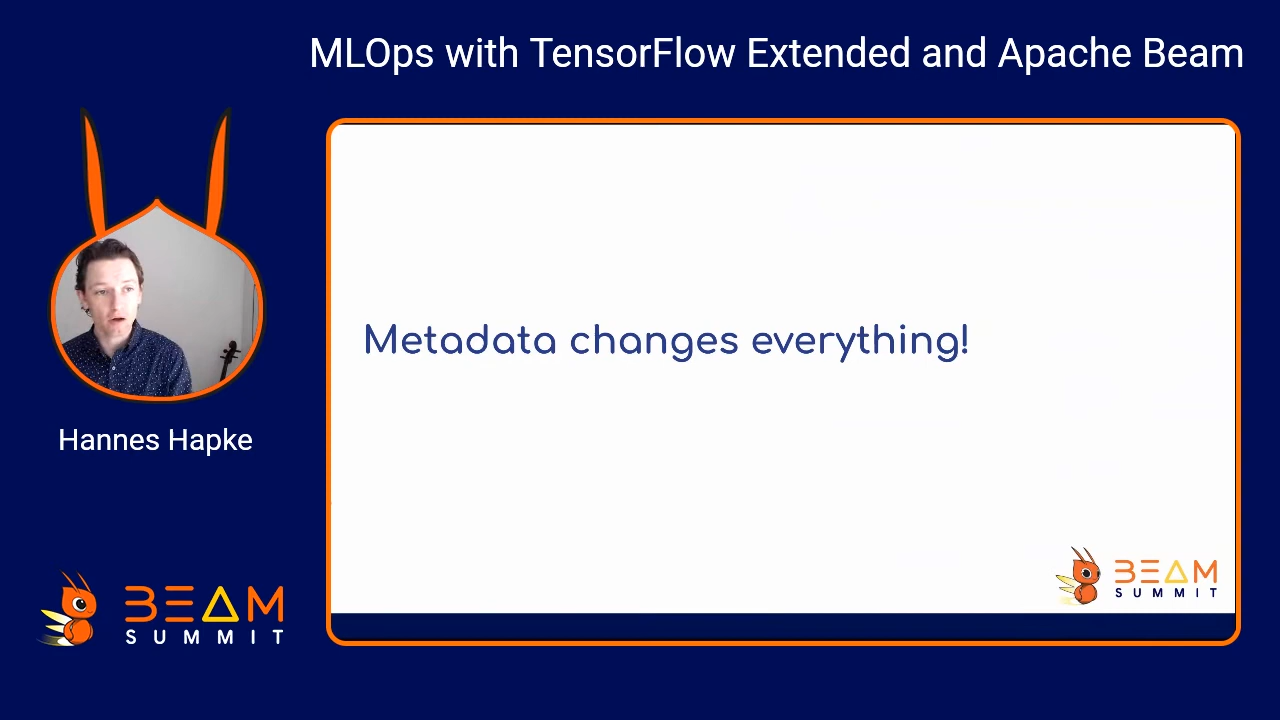 MLOps with TensorFlow Extended and Apache Beam
Metadata changes everything!
Hannes Hapke
BEAM
SUMMIT
BEAM
SUMMIT